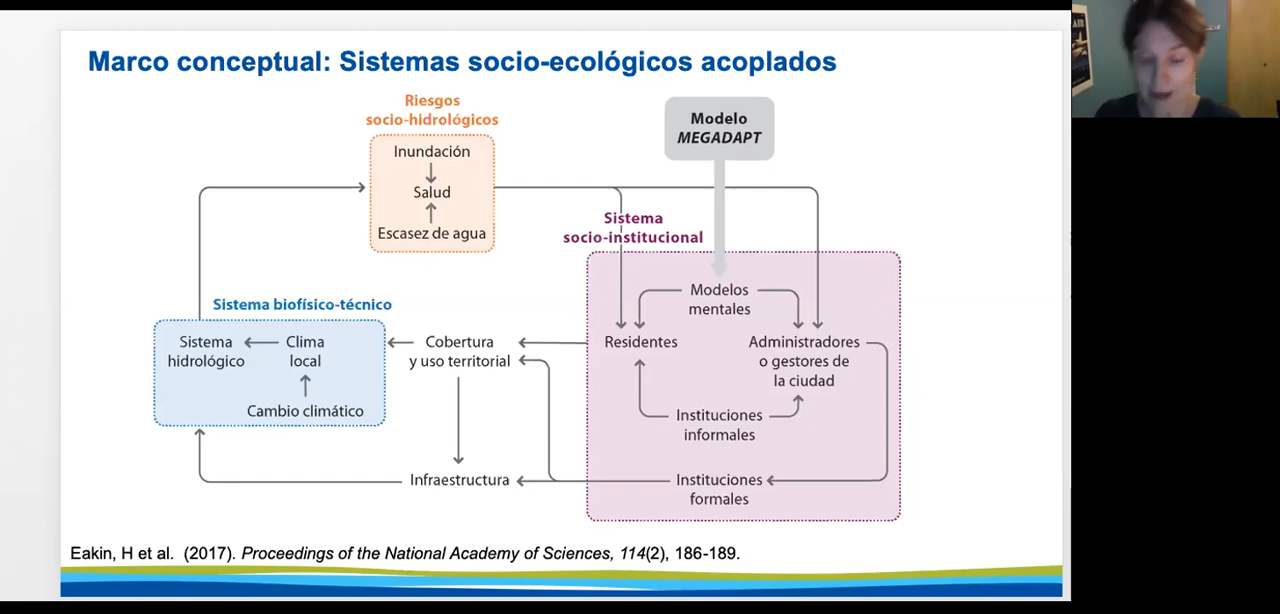 Marco conceptual: Sistemas socio-ecológicos acoplados
Riesgos
socio-hidrológicos
Inundación
Salud
Escasez de agua
Modelo
MEGADAPT
Sistema
socio-institucional
Modelos
mentales
Residentes
Administradores
o gestores de
la ciudad
Instituciones
informales
Instituciones
formales
Sistema biofísico-técnico
Sistema
hidrológico
Clima
local
Cambio climático
Cobertura
y uso territorial
Infraestructura
Eakin, H et al. (2017). Proceedings of the National Academy of Sciences, 114(2), 186-189.